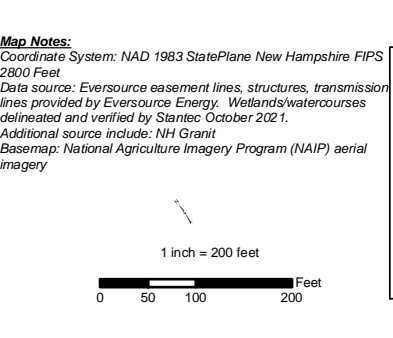 Map Notes:
Coordinate System: NAD 1983 StatePlane New Hampshire FIPS
2800 Feet
Data source: Eversource easement lines, structures, transmission
lines provided by Eversource Energy.  Wetlands/watercourses
delineated and verified by Stantec October 2021.
Additional source include: NH Granit
Basemap: National Agriculture Imagery Program (NAIP) aerial
imagery
1 inch = 200 feet
Feet
0 50 100 200